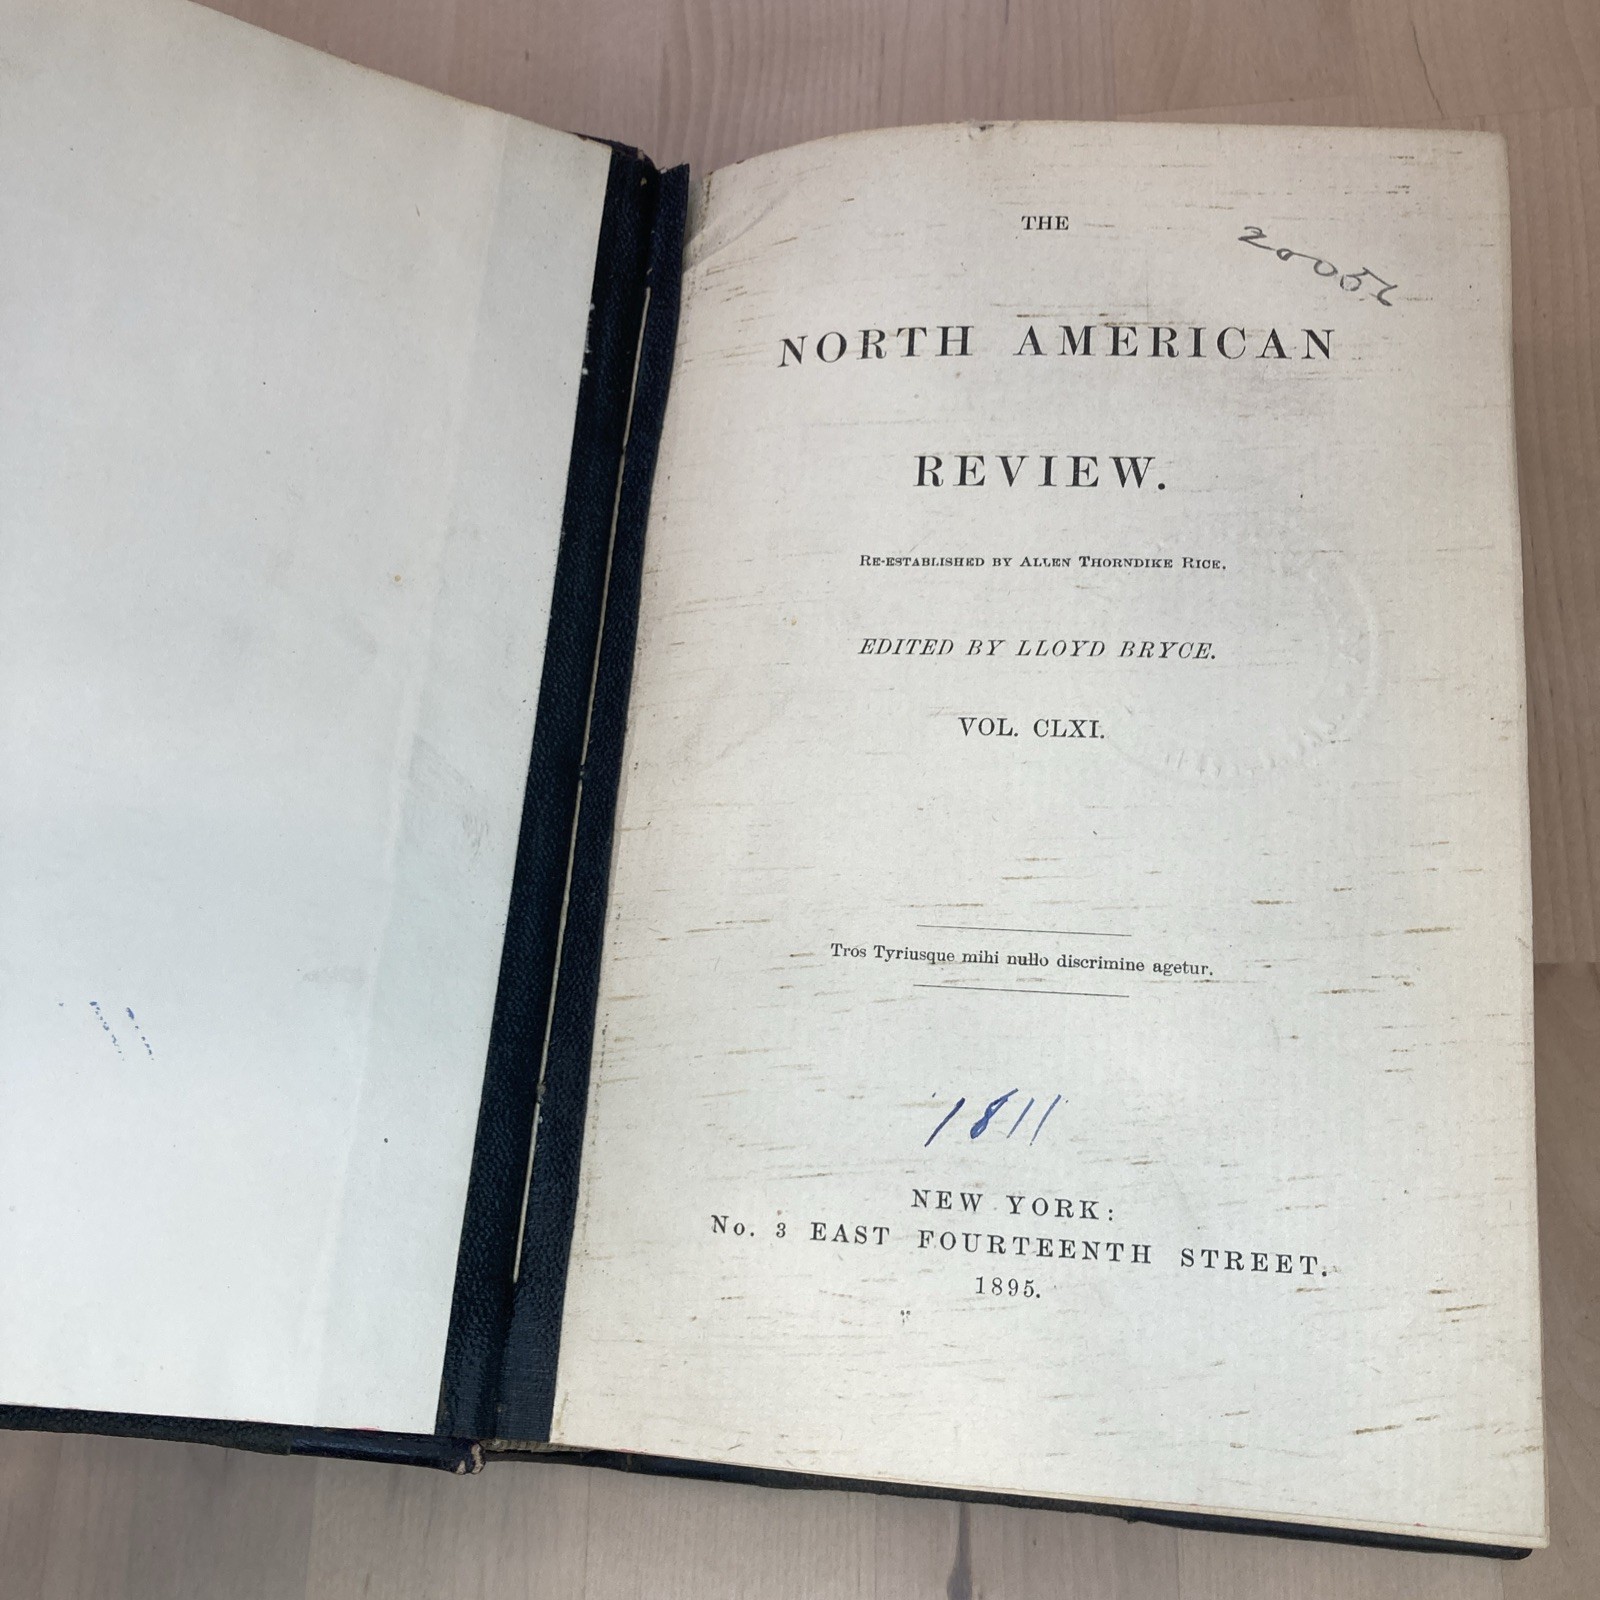 THE
20056
NORTH AMERICAN
REVIEW.
RE-ESTABLISHED BY ALLEN THORNDIKE RICE.
EDITED BY LLOYD BRYCE.
VOL. CLXI.
Tros Tyriusque mihi nullo discrimine agetur.
1811
NEW YORK:
No. 3 EAST FOURTEENTH STREET.
1895.